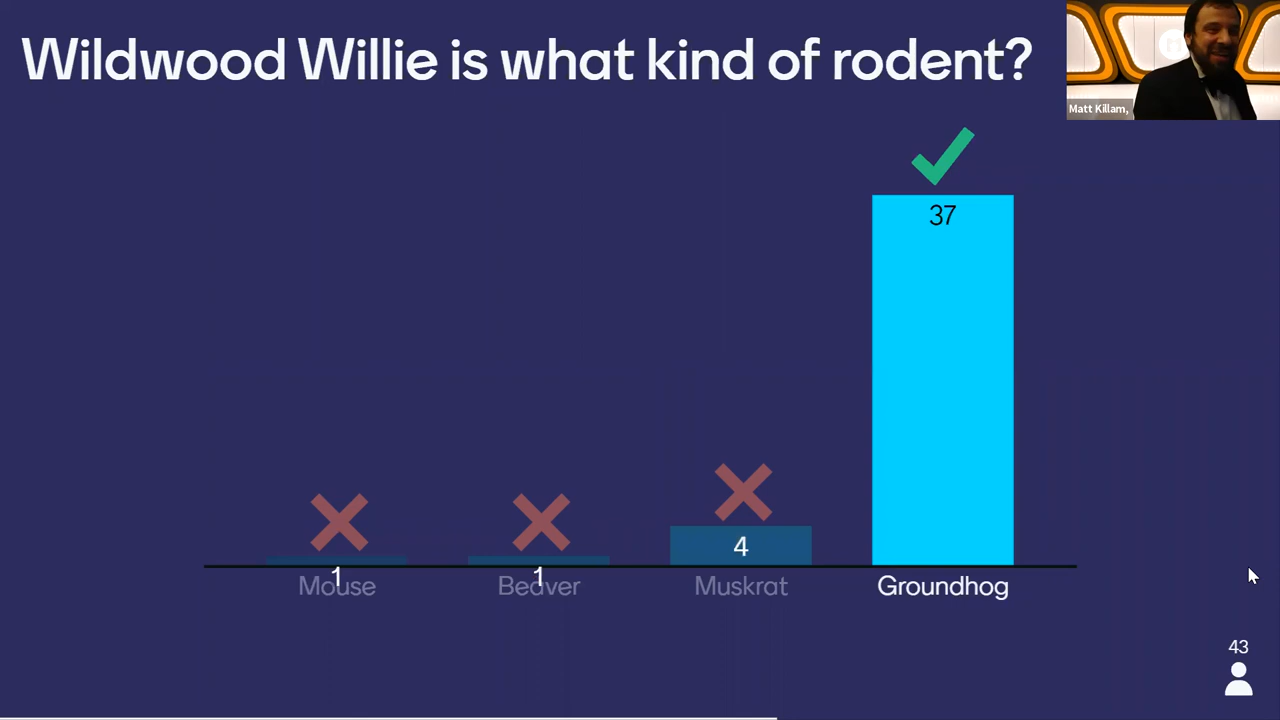 Wildwood Willie is what kind of rodent?
Matt Killam,
37
4
1
1
Mouse
Beaver
Muskrat
Groundhog
43